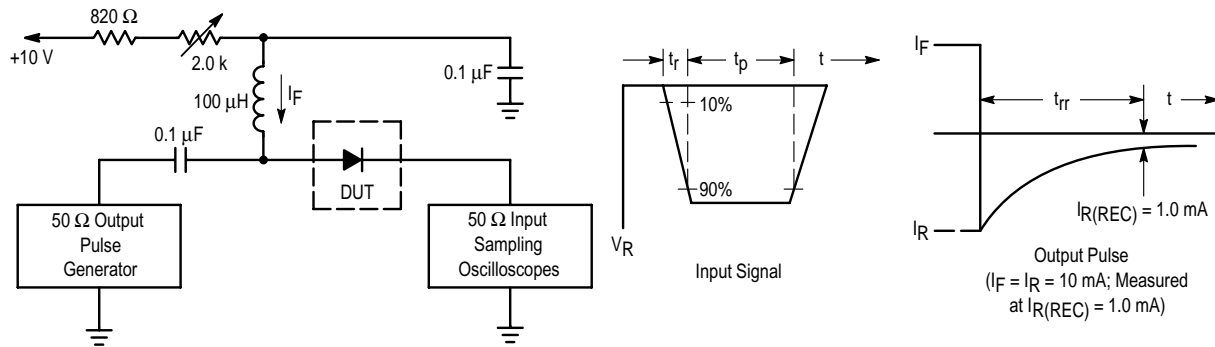 820 Ω
+10 V
2.0 k
100 µH
I_F
0.1 µF
0.1 µF
DUT
50 Ω Output
Pulse
Generator
50 Ω Input
Sampling
Oscilloscopes
t_r
t_p
t
10%
90%
V_R
Input Signal
I_F
t_rr
t
I_R(REC) = 1.0 mA
I_R
Output Pulse
(I_F = I_R = 10 mA; Measured
at I_R(REC) = 1.0 mA)